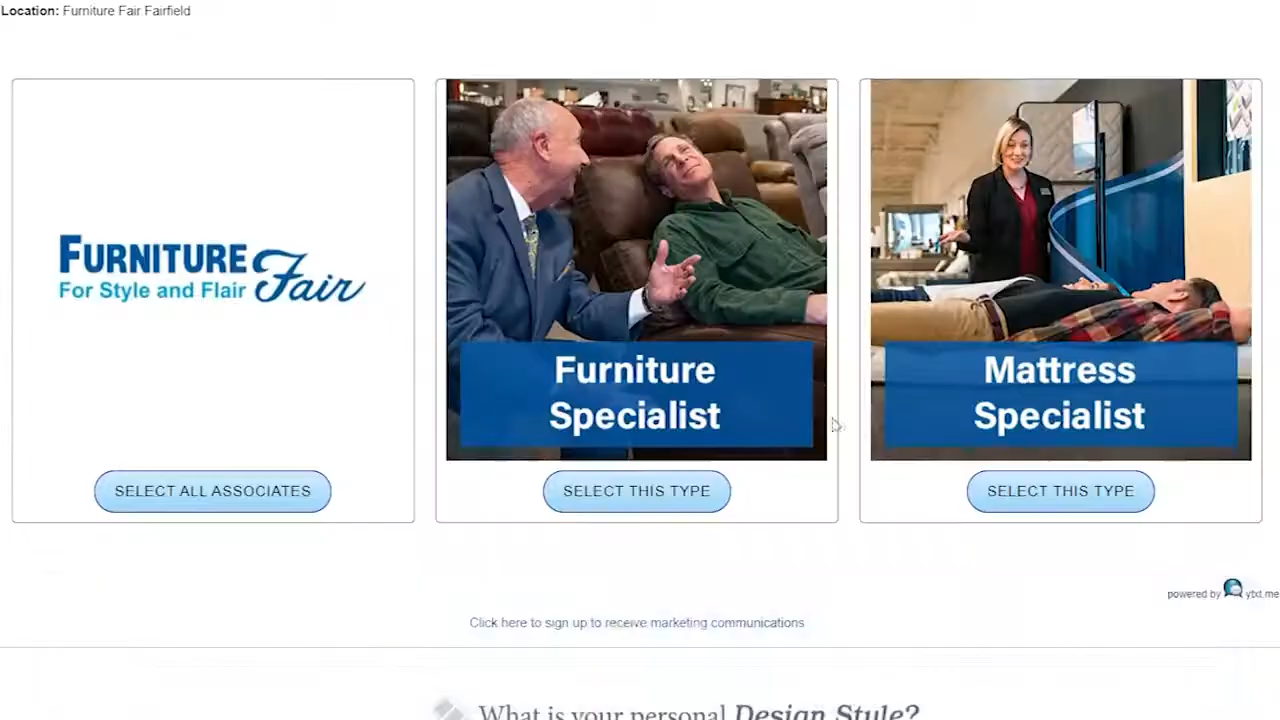 Location: Furniture Fair Fairfield
FURNITURE Fair
For Style and Flair
SELECT ALL ASSOCIATES
Furniture
Specialist
SELECT THIS TYPE
Mattress
Specialist
SELECT THIS TYPE
powered by ytxt.me
Click here to sign up to receive marketing communications
What is your personal Design Style?